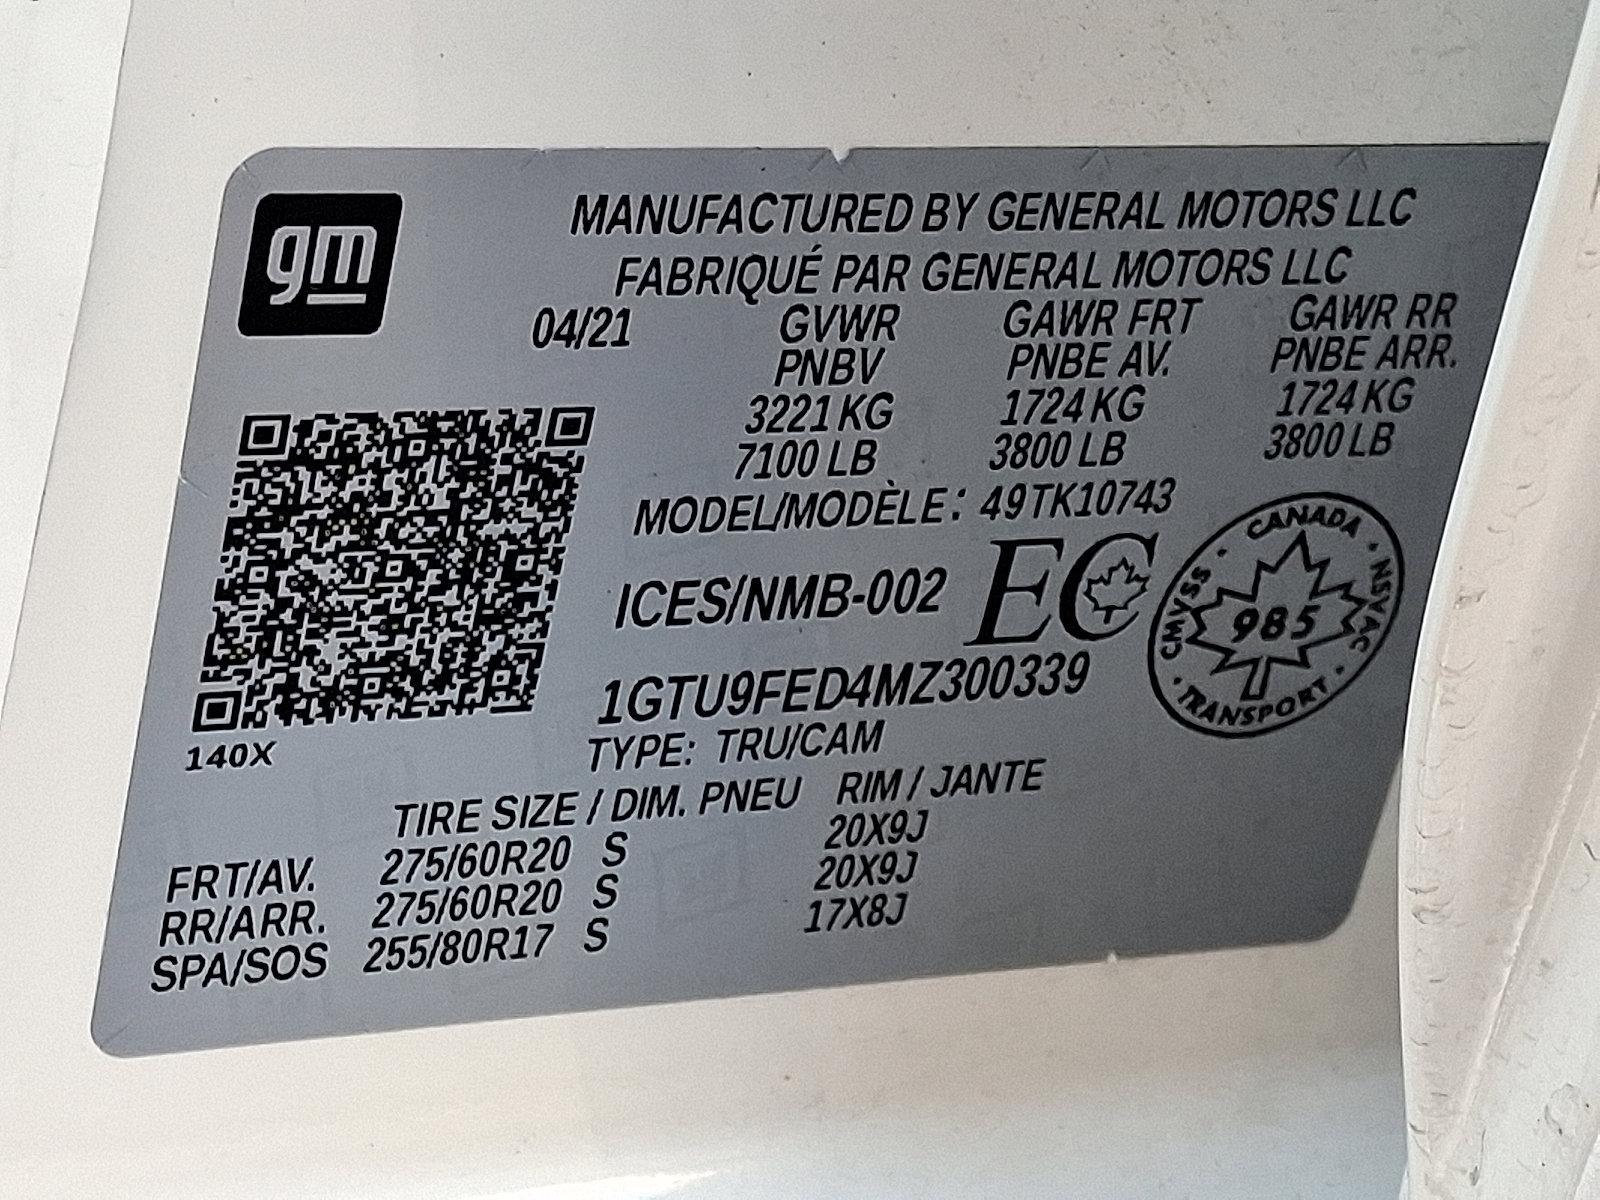 gm
MANUFACTURED BY GENERAL MOTORS LLC
FABRIQUÉ PAR GENERAL MOTORS LLC
04/21 GVWR GAWR FRT GAWR RR
PNBV PNBE AV. PNBE ARR.
3221 KG 1724 KG 1724 KG
7100 LB 3800 LB 3800 LB
MODEL/MODÈLE: 49TK10743
ICES/NMB-002 EC
CANADA · NSVAC · TRANSPORT · CMVSS ·
985
1GTU9FED4MZ300339
140X
TYPE: TRU/CAM
TIRE SIZE / DIM. PNEU RIM / JANTE
FRT/AV. 275/60R20 S 20X9J
RR/ARR. 275/60R20 S 20X9J
SPA/SOS 255/80R17 S 17X8J